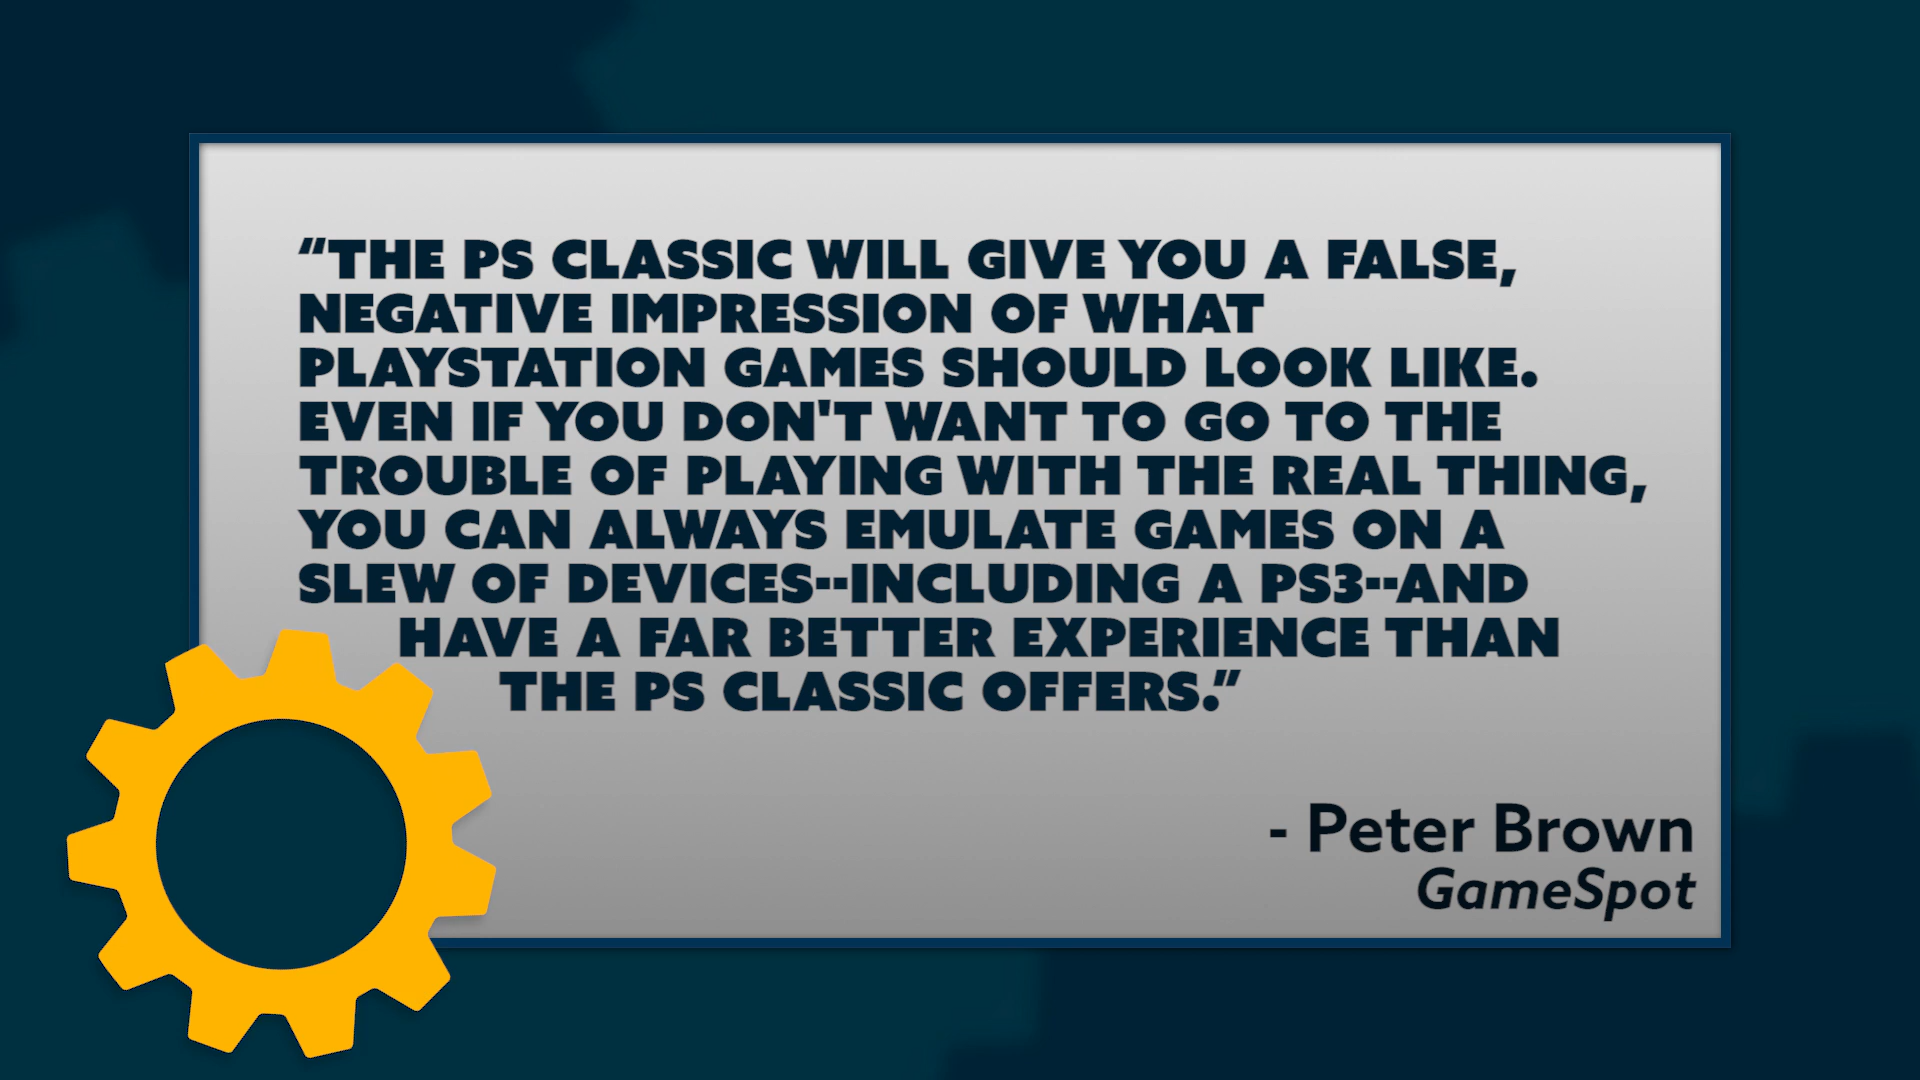 “THE PS CLASSIC WILL GIVE YOU A FALSE,
NEGATIVE IMPRESSION OF WHAT
PLAYSTATION GAMES SHOULD LOOK LIKE.
EVEN IF YOU DON'T WANT TO GO TO THE
TROUBLE OF PLAYING WITH THE REAL THING,
YOU CAN ALWAYS EMULATE GAMES ON A
SLEW OF DEVICES--INCLUDING A PS3--AND
HAVE A FAR BETTER EXPERIENCE THAN
THE PS CLASSIC OFFERS.”
- Peter Brown
GameSpot